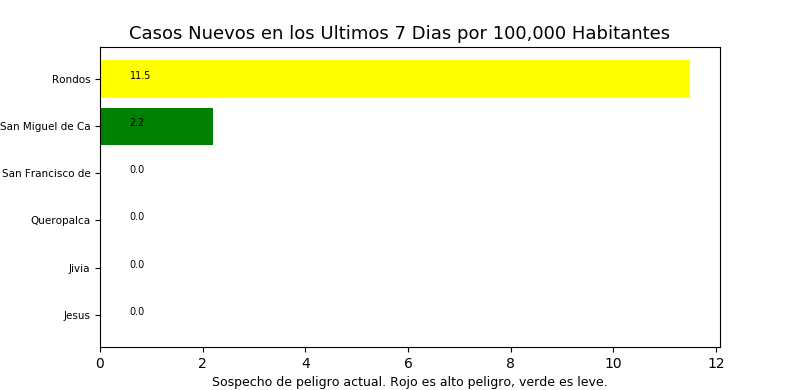 Casos Nuevos en los Ultimos 7 Dias por 100,000 Habitantes
Rondos 11.5
San Miguel de Ca 2.2
San Francisco de 0.0
Queropalca 0.0
Jivia 0.0
Jesus 0.0
0 2 4 6 8 10 12
Sospecho de peligro actual. Rojo es alto peligro, verde es leve.